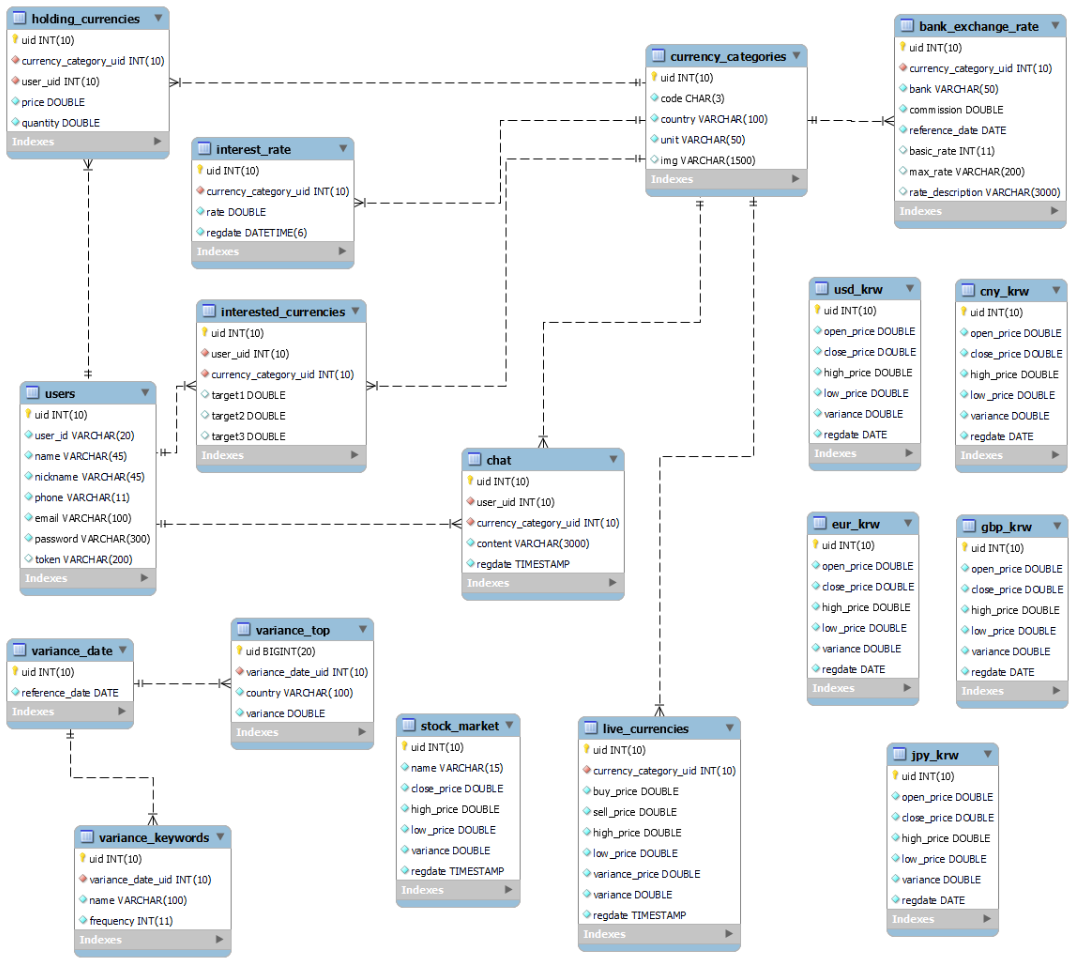 holding_currencies
uid INT(10)
currency_category_uid INT(10)
user_uid INT(10)
price DOUBLE
quantity DOUBLE
Indexes
currency_categories
uid INT(10)
code CHAR(3)
country VARCHAR(100)
unit VARCHAR(50)
img VARCHAR(1500)
Indexes
bank_exchange_rate
uid INT(10)
currency_category_uid INT(10)
bank VARCHAR(50)
commission DOUBLE
reference_date DATE
basic_rate INT(11)
max_rate VARCHAR(200)
rate_description VARCHAR(3000)
Indexes
interest_rate
uid INT(10)
currency_category_uid INT(10)
rate DOUBLE
regdate DATETIME(6)
Indexes
interested_currencies
uid INT(10)
user_uid INT(10)
currency_category_uid INT(10)
target1 DOUBLE
target2 DOUBLE
target3 DOUBLE
Indexes
usd_krw
uid INT(10)
open_price DOUBLE
close_price DOUBLE
high_price DOUBLE
low_price DOUBLE
variance DOUBLE
regdate DATE
Indexes
cny_krw
uid INT(10)
open_price DOUBLE
close_price DOUBLE
high_price DOUBLE
low_price DOUBLE
variance DOUBLE
regdate DATE
Indexes
users
uid INT(10)
user_id VARCHAR(20)
name VARCHAR(45)
nickname VARCHAR(45)
phone VARCHAR(11)
email VARCHAR(100)
password VARCHAR(300)
token VARCHAR(200)
Indexes
chat
uid INT(10)
user_uid INT(10)
currency_category_uid INT(10)
content VARCHAR(3000)
regdate TIMESTAMP
Indexes
eur_krw
uid INT(10)
open_price DOUBLE
close_price DOUBLE
high_price DOUBLE
low_price DOUBLE
variance DOUBLE
regdate DATE
Indexes
gbp_krw
uid INT(10)
open_price DOUBLE
close_price DOUBLE
high_price DOUBLE
low_price DOUBLE
variance DOUBLE
regdate DATE
Indexes
variance_date
uid INT(10)
reference_date DATE
Indexes
variance_top
uid BIGINT(20)
variance_date_uid INT(10)
country VARCHAR(100)
variance DOUBLE
Indexes
stock_market
uid INT(10)
name VARCHAR(15)
close_price DOUBLE
high_price DOUBLE
low_price DOUBLE
variance DOUBLE
regdate TIMESTAMP
Indexes
live_currencies
uid INT(10)
currency_category_uid INT(10)
buy_price DOUBLE
sell_price DOUBLE
high_price DOUBLE
low_price DOUBLE
variance_price DOUBLE
variance DOUBLE
regdate TIMESTAMP
Indexes
jpy_krw
uid INT(10)
open_price DOUBLE
close_price DOUBLE
high_price DOUBLE
low_price DOUBLE
variance DOUBLE
regdate DATE
Indexes
variance_keywords
uid INT(10)
variance_date_uid INT(10)
name VARCHAR(100)
frequency INT(11)
Indexes